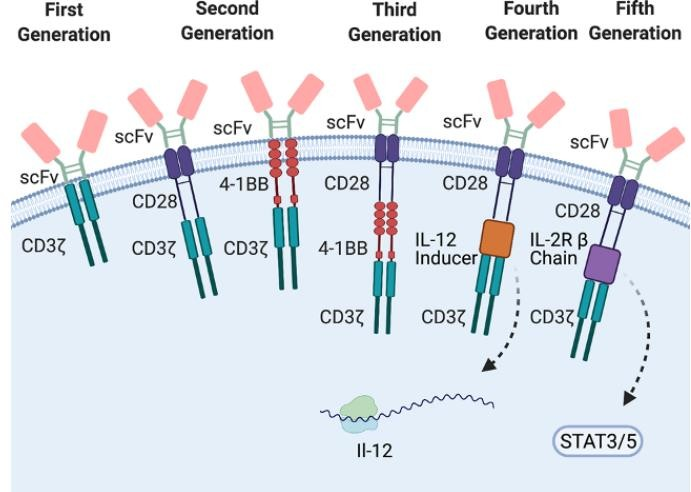 First
Generation
Second
Generation
Third
Generation
Fourth
Generation
Fifth
Generation
scFv
CD3ζ
scFv
CD28
CD3ζ
scFv
4-1BB
CD3ζ
scFv
CD28
4-1BB
CD3ζ
scFv
CD28
IL-12
Inducer
CD3ζ
scFv
CD28
IL-2R β
Chain
CD3ζ
Il-12
STAT3/5